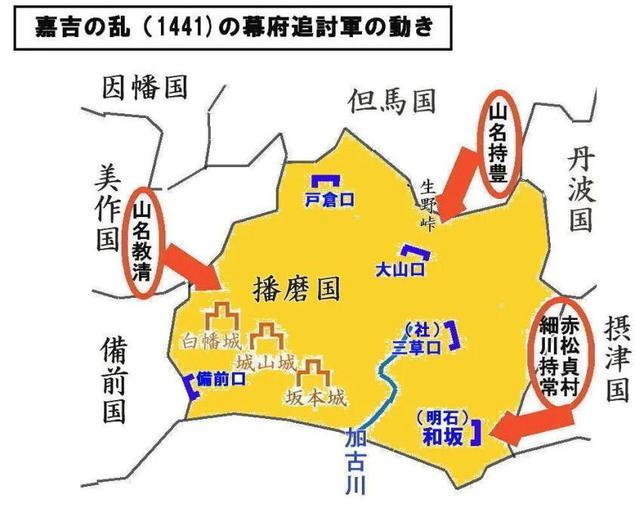 嘉吉の乱（1441)の幕府追討軍の動き
因幡国
但馬国
山名持豊
丹波国
美作国
山名教清
戸倉口
生野峠
大山口
播磨国
白旗城
城山城
坂本城
（社）
三草口
赤松貞村
細川持常
摂津国
備前国
備前口
（明石）
和坂
加古川